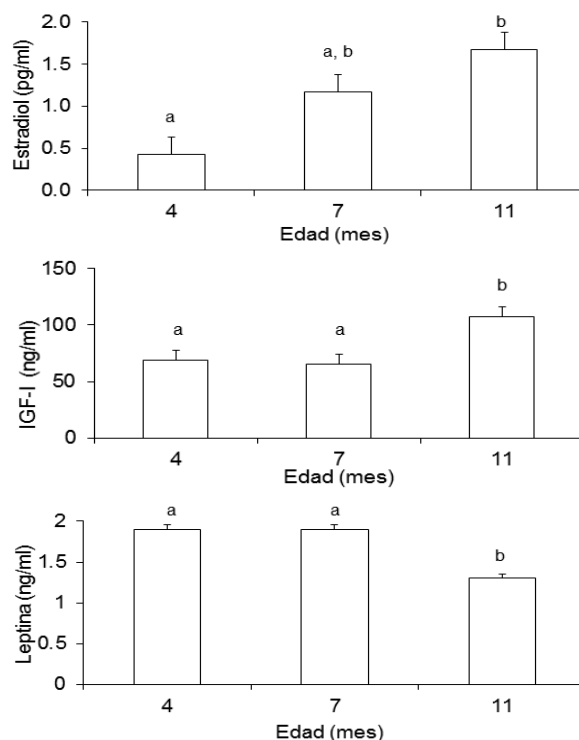 Estradiol (pg/ml)
2.0
1.5
1.0
0.5
0.0
a
a, b
b
4
7
11
Edad (mes)
IGF-I (ng/ml)
150
100
50
0
a
a
b
4
7
11
Edad (mes)
Leptina (ng/ml)
2
1.5
1
0.5
0
a
a
b
4
7
11
Edad (mes)